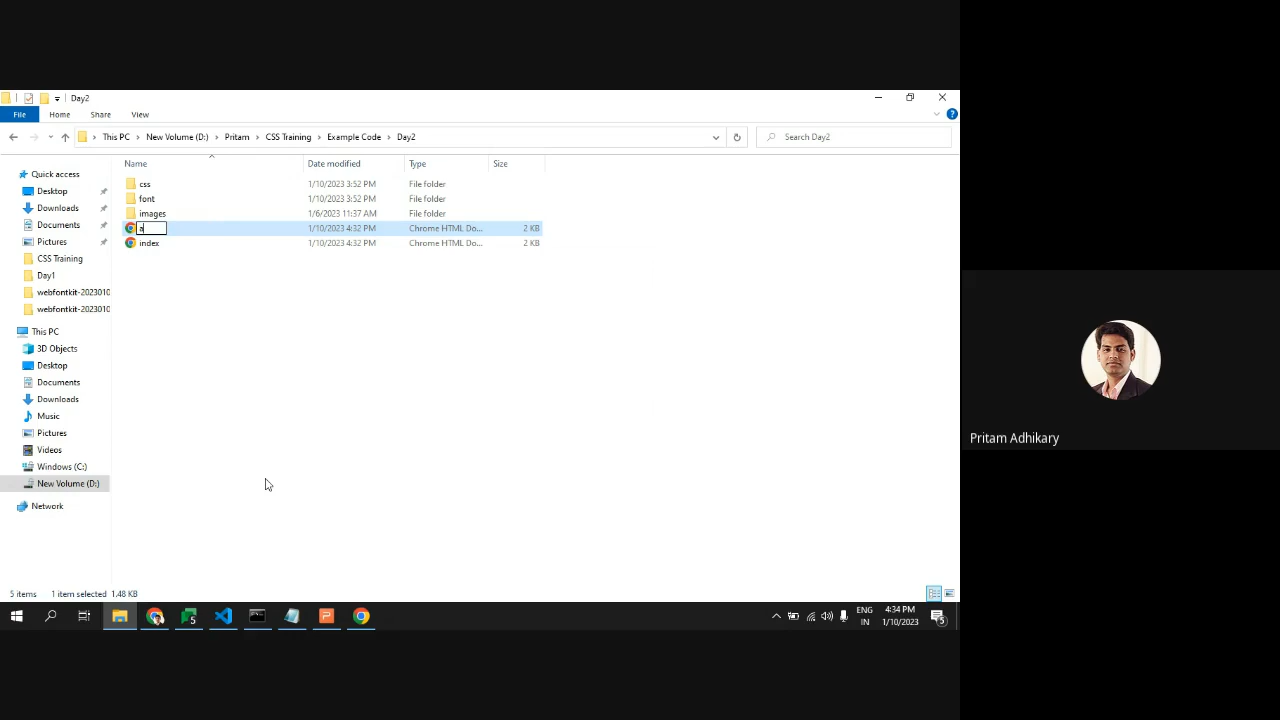 Day2
File Home Share View
This PC New Volume (D:) Pritam CSS Training Example Code Day2
Search Day2
Name Date modified Type Size
Quick access
Desktop
Downloads
Documents
Pictures
CSS Training
Day1
webfontkit-2023010
webfontkit-2023010
This PC
3D Objects
Desktop
Documents
Downloads
Music
Pictures
Videos
Windows (C:)
New Volume (D:)
Network
css 1/10/2023 3:52 PM File folder
font 1/10/2023 3:52 PM File folder
images 1/6/2023 11:37 AM File folder
a 1/10/2023 4:32 PM Chrome HTML Do... 2 KB
index 1/10/2023 4:32 PM Chrome HTML Do... 2 KB
Pritam Adhikary
5 items 1 item selected 1.48 KB
ENG
IN
4:34 PM
1/10/2023
5
5